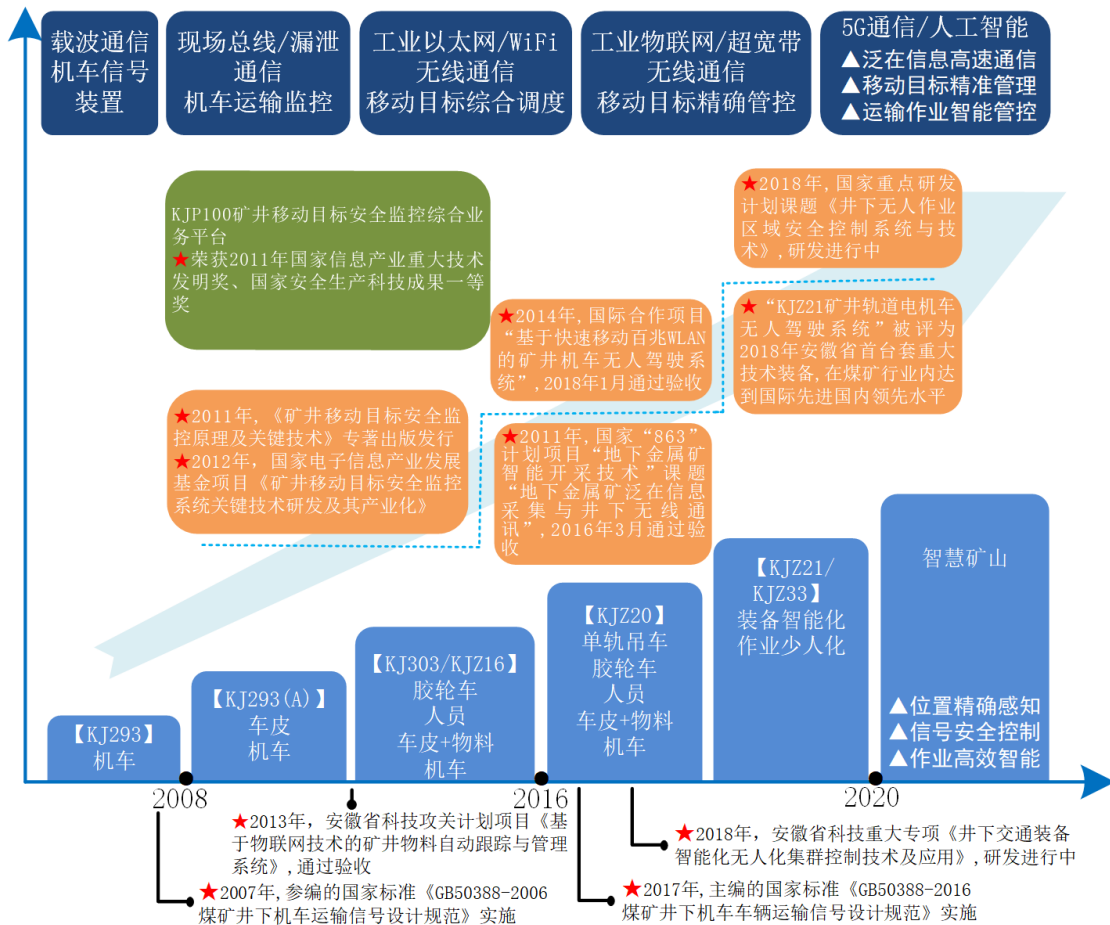 载波通信
机车信号
装置
现场总线/漏泄
通信
机车运输监控
工业以太网/WiFi
无线通信
移动目标综合调度
工业物联网/超宽带
无线通信
移动目标精确管控
5G通信/人工智能
▲泛在信息高速通信
▲移动目标精准管理
▲运输作业智能管控
KJP100矿井移动目标安全监控综合业
务平台
★荣获2011年国家信息产业重大技术
发明奖、国家安全生产科技成果一等
奖
★2018年,国家重点研发
计划课题《井下无人作业
区域安全控制系统与技
术》,研发进行中
★2014年,国际合作项目
“基于快速移动百兆WLAN
的矿井机车无人驾驶系
统”,2018年1月通过验收
★“KJZ21矿井轨道电机车
无人驾驶系统”被评为
2018年安徽省首台套重大
技术装备,在煤矿行业内达
到国际先进国内领先水平
★2011年,《矿井移动目标安全监
控原理及关键技术》专著出版发行
★2012年，国家电子信息产业发展
基金项目《矿井移动目标安全监控
系统关键技术研发及其产业化》
★2011年,国家“863”
计划项目“地下金属矿
智能开采技术”课题
“地下金属矿泛在信息
采集与井下无线通
讯”,2016年3月通过验
收
【KJ293】
机车
【KJ293(A)】
车皮
机车
【KJ303/KJZ16】
胶轮车
人员
车皮+物料
机车
【KJZ20】
单轨吊车
胶轮车
人员
车皮+物料
机车
【KJZ21/
KJZ33】
装备智能化
作业少人化
智慧矿山
▲位置精确感知
▲信号安全控制
▲作业高效智能
2008
2016
2020
★2013年，安徽省科技攻关计划项目《基
于物联网技术的矿井物料自动跟踪与管理
系统》,通过验收
★2007年,参编的国家标准《GB50388-2006
煤矿井下机车运输信号设计规范》实施
★2018年，安徽省科技重大专项《井下交通装备
智能化无人化集群控制技术及应用》,研发进行中
★2017年,主编的国家标准《GB50388-2016
煤矿井下机车车辆运输信号设计规范》实施